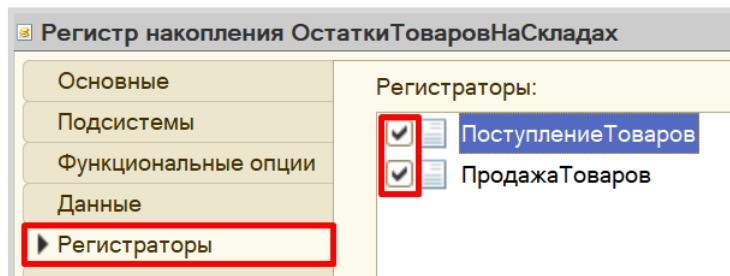 Регистр накопления ОстаткиТоваровНаСкладах
Основные
Подсистемы
Функциональные опции
Данные
Регистраторы
Регистраторы:
ПоступлениеТоваров
ПродажаТоваров